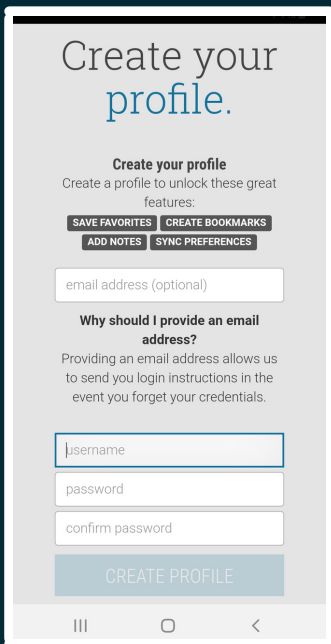 Create your
profile.
Create your profile
Create a profile to unlock these great
features:
SAVE FAVORITES CREATE BOOKMARKS
ADD NOTES SYNC PREFERENCES
email address (optional)
Why should I provide an email
address?
Providing an email address allows us
to send you login instructions in the
event you forget your credentials.
username
password
confirm password
CREATE PROFILE